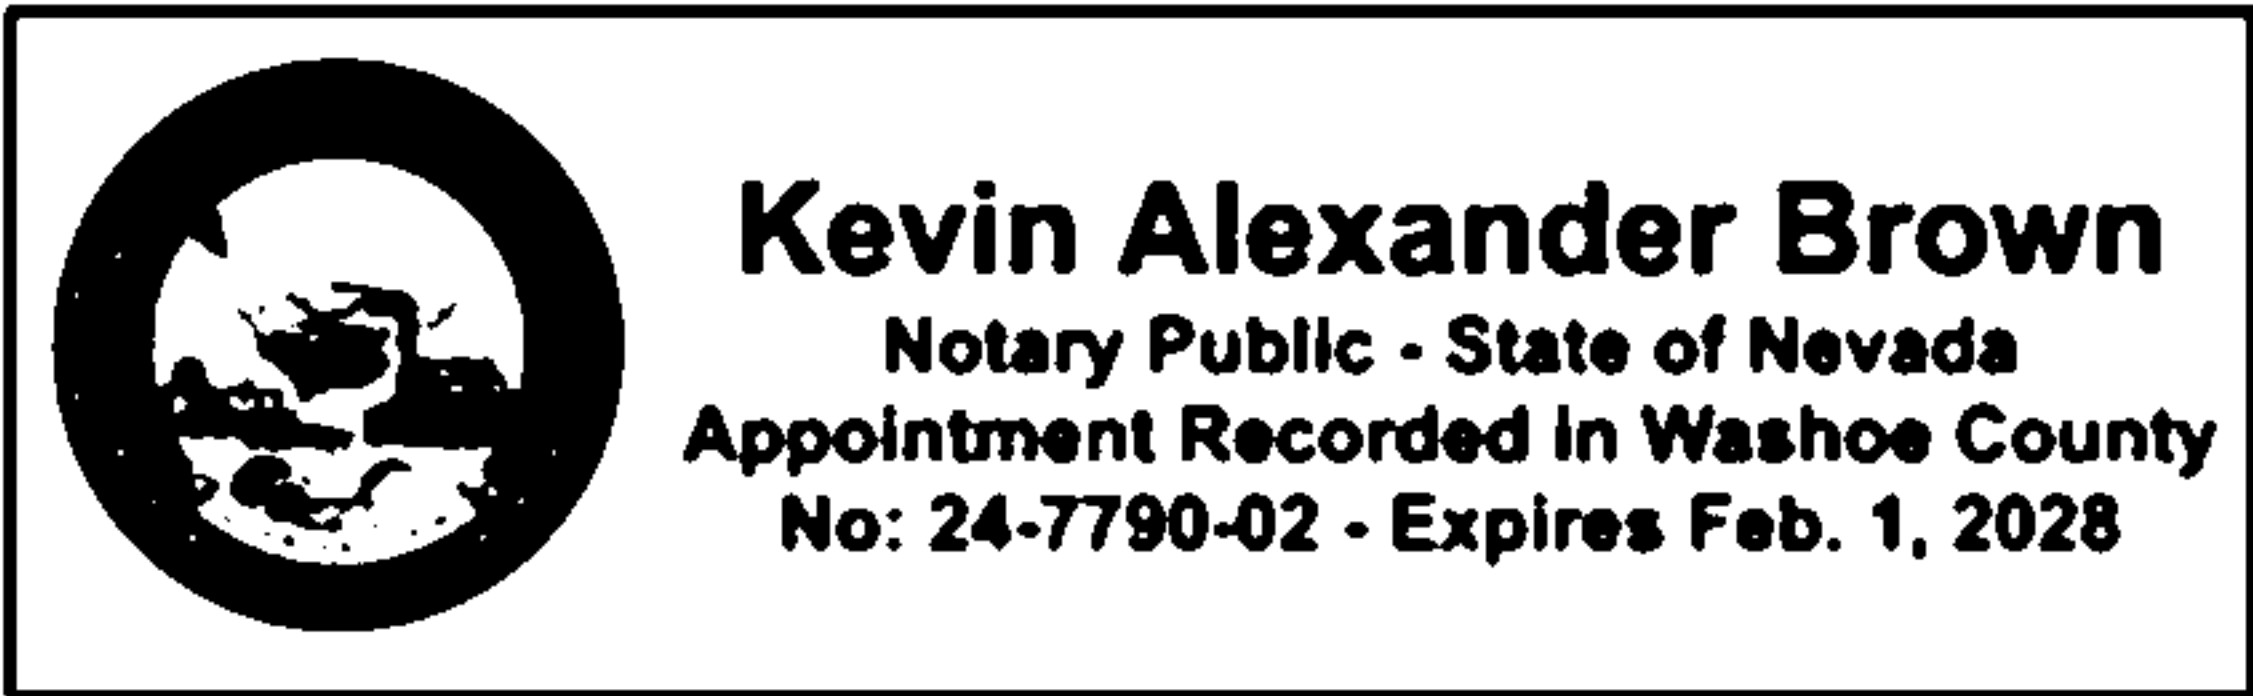 Kevin Alexander Brown
Notary Public - State of Nevada
Appointment Recorded in Washoe County
No: 24-7790-02 - Expires Feb. 1, 2028